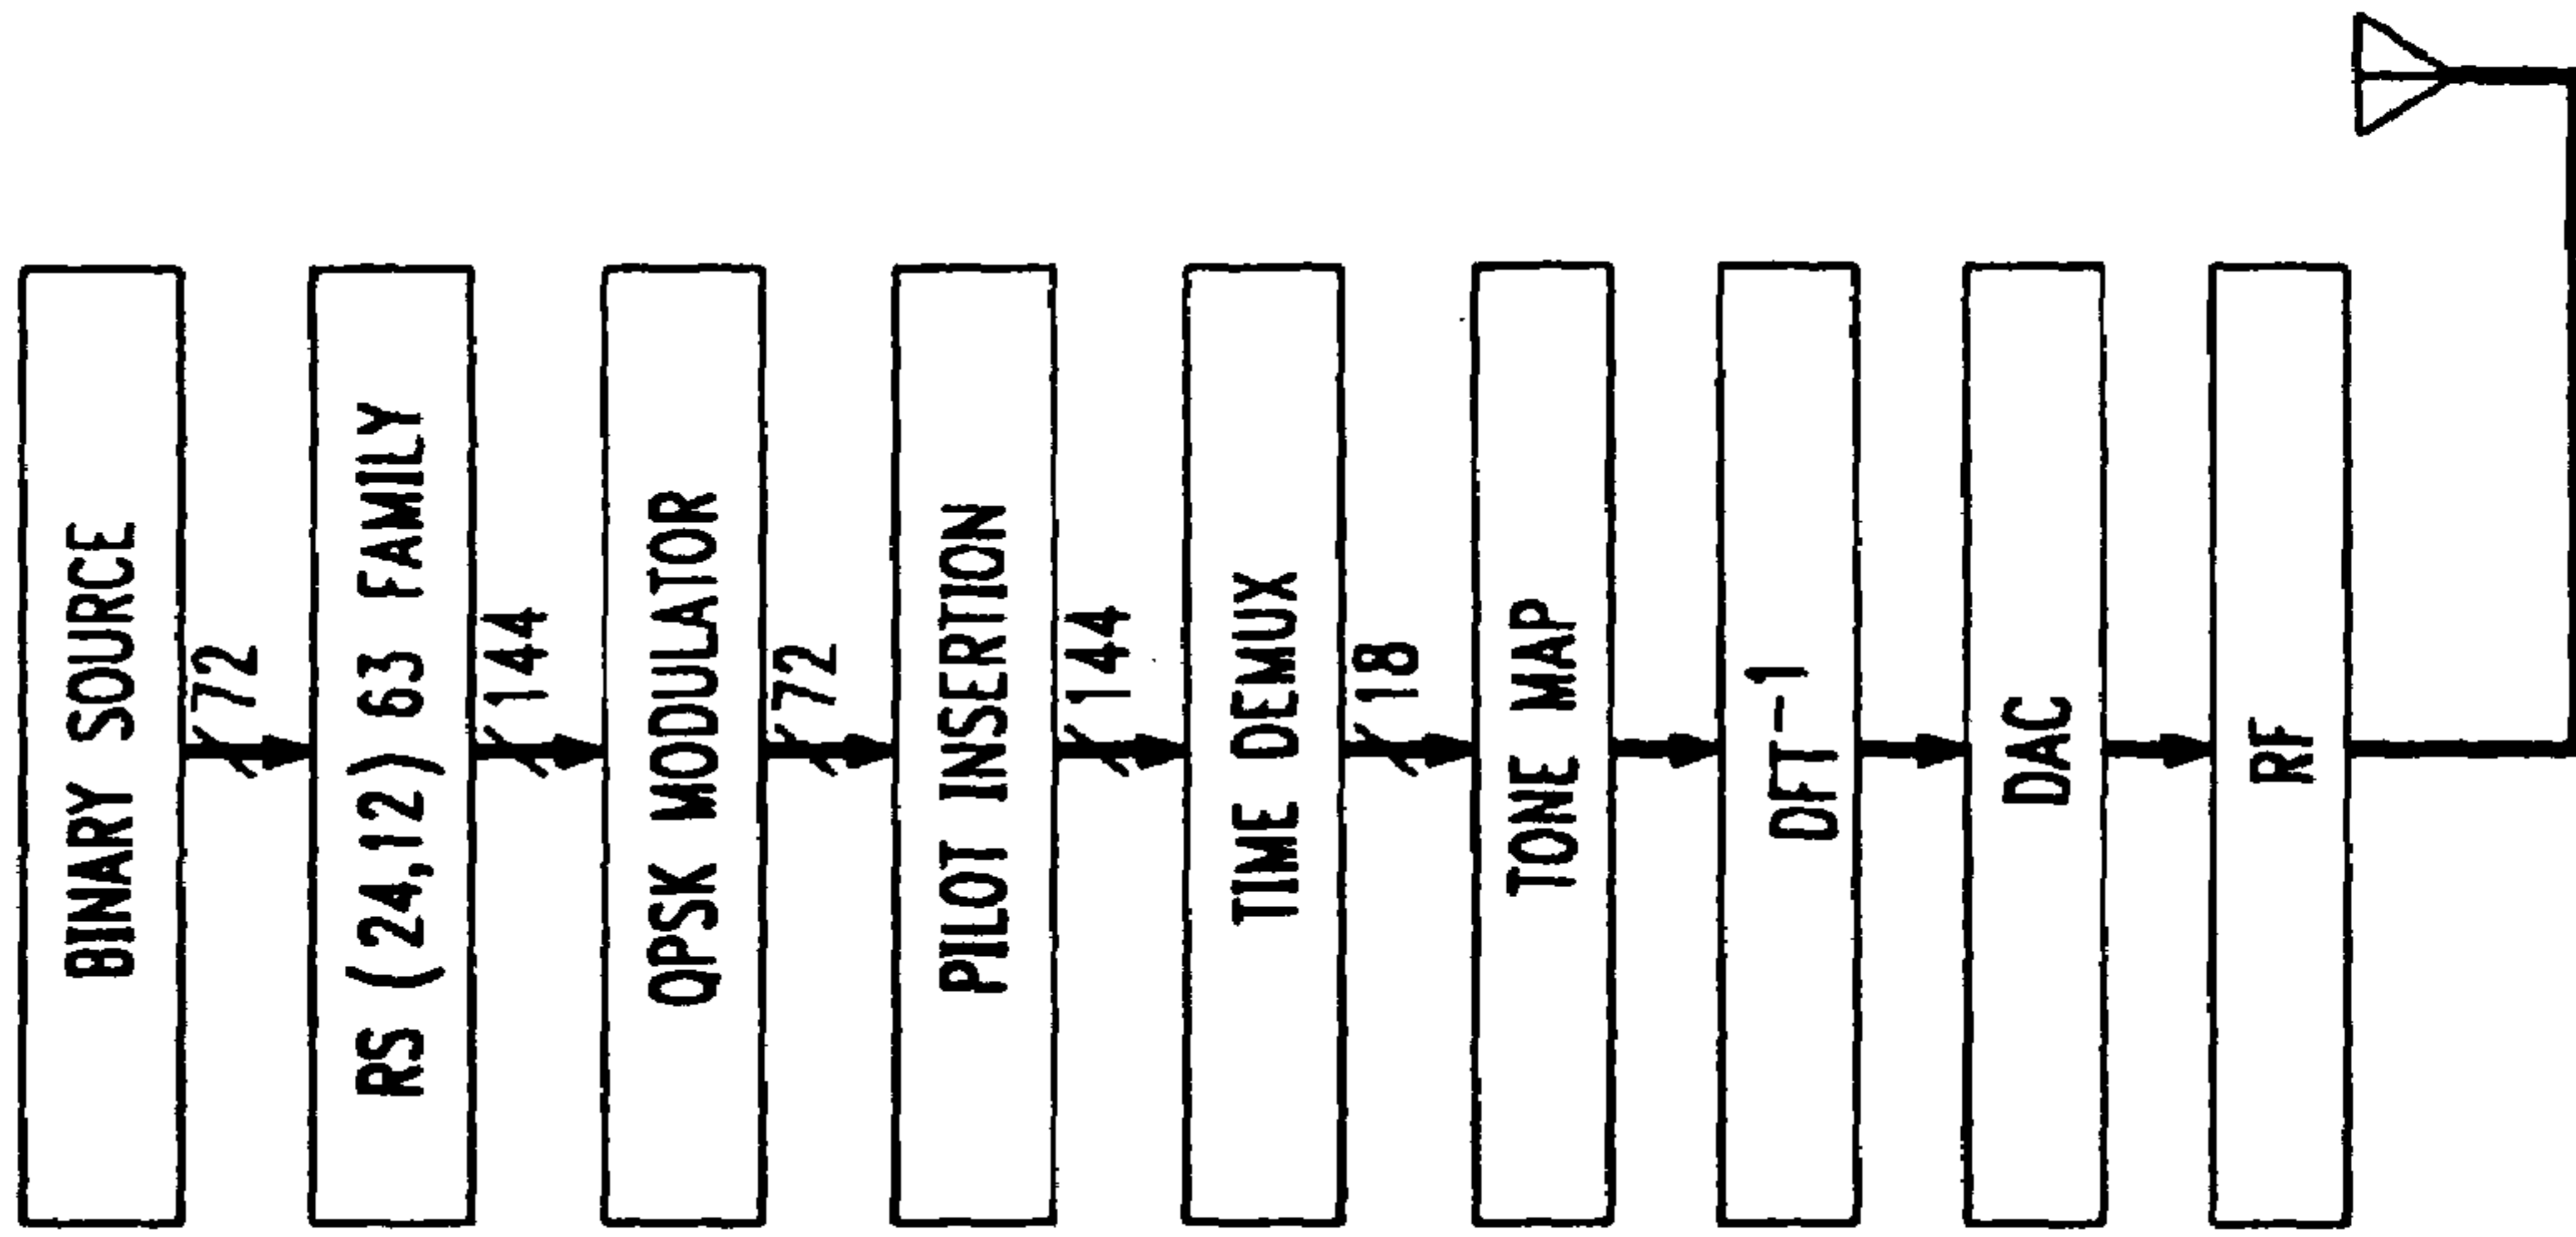 BINARY SOURCE
72
RS (24,12) 63 FAMILY
144
QPSK MODULATOR
72
PILOT INSERTION
144
TIME DEMUX
18
TONE MAP
DFT⁻¹
DAC
RF